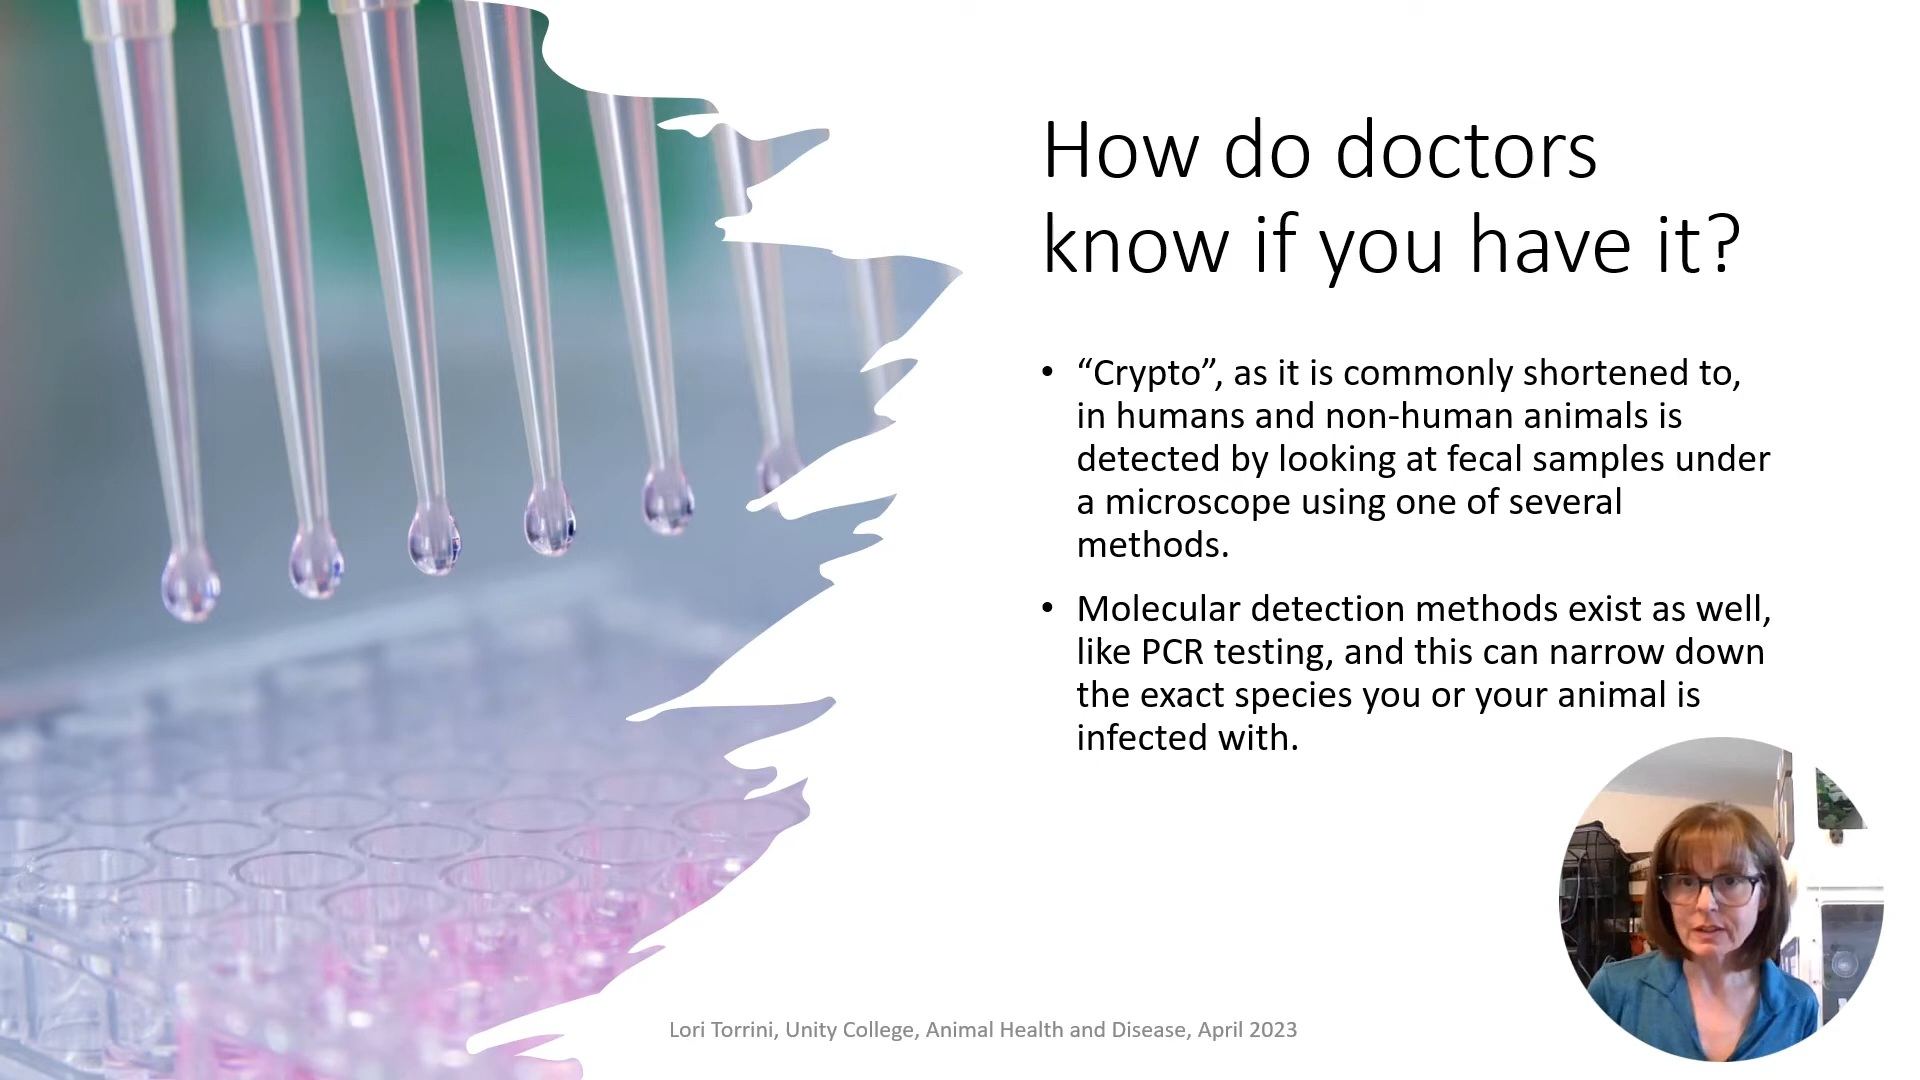 How do doctors
know if you have it?
• “Crypto”, as it is commonly shortened to,
in humans and non-human animals is
detected by looking at fecal samples under
a microscope using one of several
methods.
• Molecular detection methods exist as well,
like PCR testing, and this can narrow down
the exact species you or your animal is
infected with.
Lori Torrini, Unity College, Animal Health and Disease, April 2023